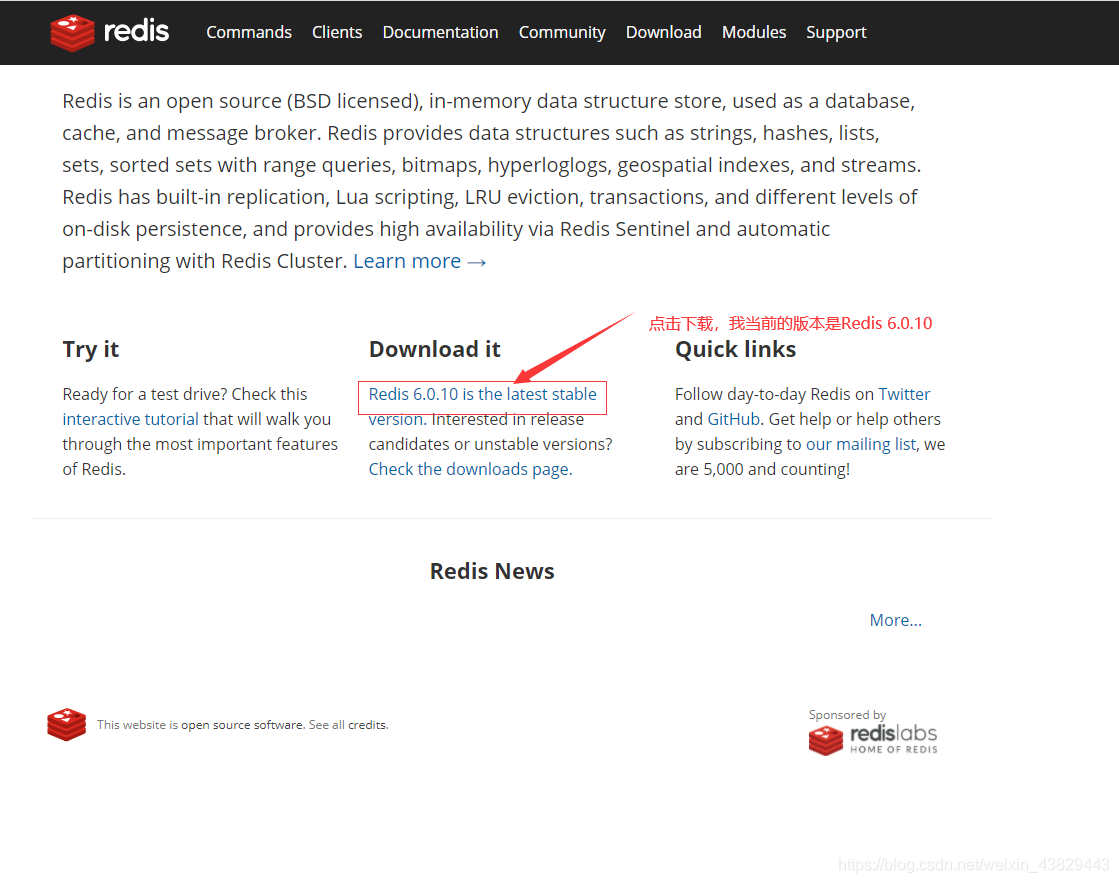 redis Commands Clients Documentation Community Download Modules Support
Redis is an open source (BSD licensed), in-memory data structure store, used as a database,
cache, and message broker. Redis provides data structures such as strings, hashes, lists,
sets, sorted sets with range queries, bitmaps, hyperloglogs, geospatial indexes, and streams.
Redis has built-in replication, Lua scripting, LRU eviction, transactions, and different levels of
on-disk persistence, and provides high availability via Redis Sentinel and automatic
partitioning with Redis Cluster. Learn more →
点击下载，我当前的版本是Redis 6.0.10
Try it
Ready for a test drive? Check this
interactive tutorial that will walk you
through the most important features
of Redis.
Download it
Redis 6.0.10 is the latest stable
version. Interested in release
candidates or unstable versions?
Check the downloads page.
Quick links
Follow day-to-day Redis on Twitter
and GitHub. Get help or help others
by subscribing to our mailing list, we
are 5,000 and counting!
Redis News
More...
This website is open source software. See all credits.
Sponsored by
redislabs
HOME OF REDIS
https://blog.csdn.net/weixin_43829443